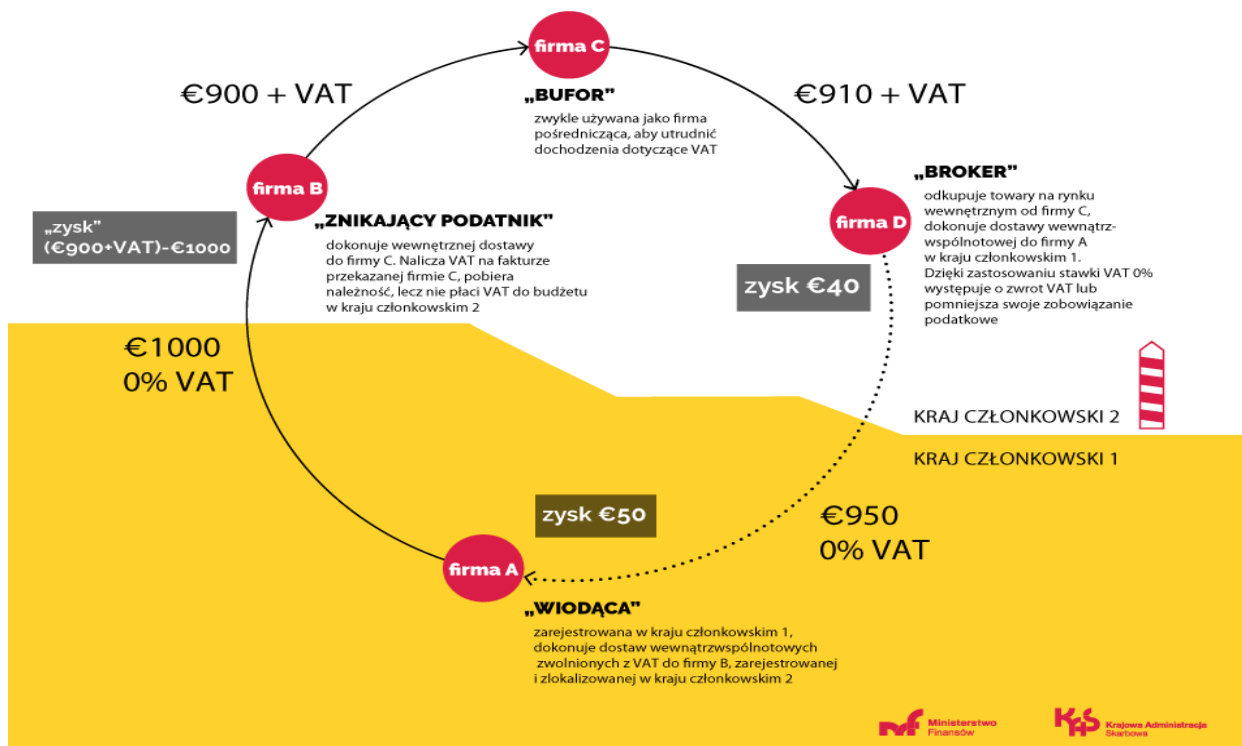 firma C
€900 + VAT
€910 + VAT
„BUFOR”
zwykle używana jako firma
pośrednicząca, aby utrudnić
dochodzenia dotyczące VAT
firma B
„zysk”
(€900+VAT)-€1000
„ZNIKAJĄCY PODATNIK”
dokonuje wewnętrznej dostawy
do firmy C. Nalicza VAT na fakturze
przekazanej firmie C, pobiera
należność, lecz nie płaci VAT do budżetu
w kraju członkowskim 2
firma D
„BROKER”
odkupuje towary na rynku
wewnętrznym od firmy C,
dokonuje dostawy wewnątrz-
wspólnotowej do firmy A
w kraju członkowskim 1.
Dzięki zastosowaniu stawki VAT 0%
występuje o zwrot VAT lub
pomniejsza swoje zobowiązanie
podatkowe
zysk €40
€1000
0% VAT
KRAJ CZŁONKOWSKI 2
KRAJ CZŁONKOWSKI 1
zysk €50
€950
0% VAT
firma A
„WIODĄCA”
zarejestrowana w kraju członkowskim 1,
dokonuje dostaw wewnątrzwspólnotowych
zwolnionych z VAT do firmy B, zarejestrowanej
i zlokalizowanej w kraju członkowskim 2
mf Ministerstwo
Finansów
KAS Krajowa Administracja
Skarbowa